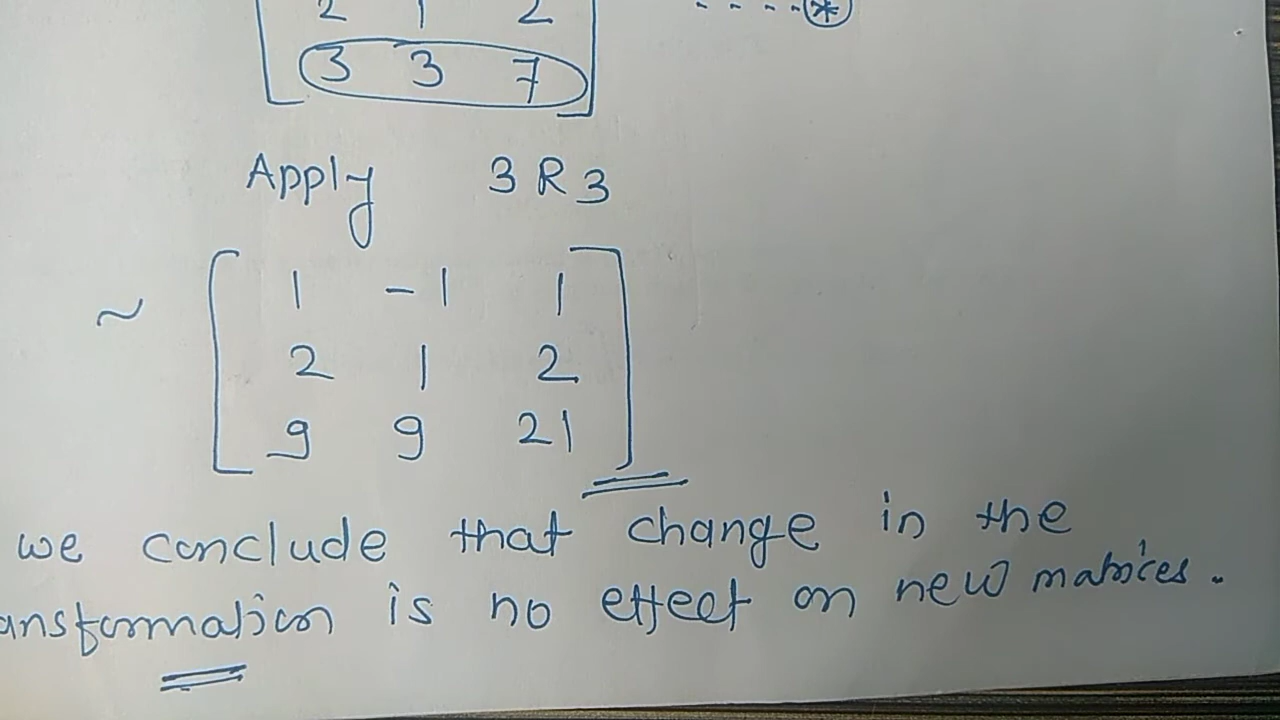 2 1 2 ....*
3 3 7
Apply 3R3
~ 1 -1 1
2 1 2
9 9 21
we conclude that change in the
ansformation is no effect on new matrices.